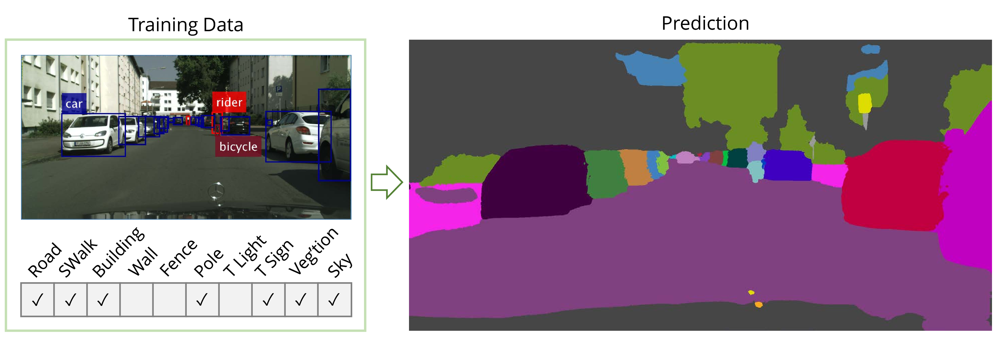 Training Data
Prediction
car
rider
bicycle
P
Road
SWalk
Building
Wall
Fence
Pole
T Light
T Sign
Veg'tion
Sky